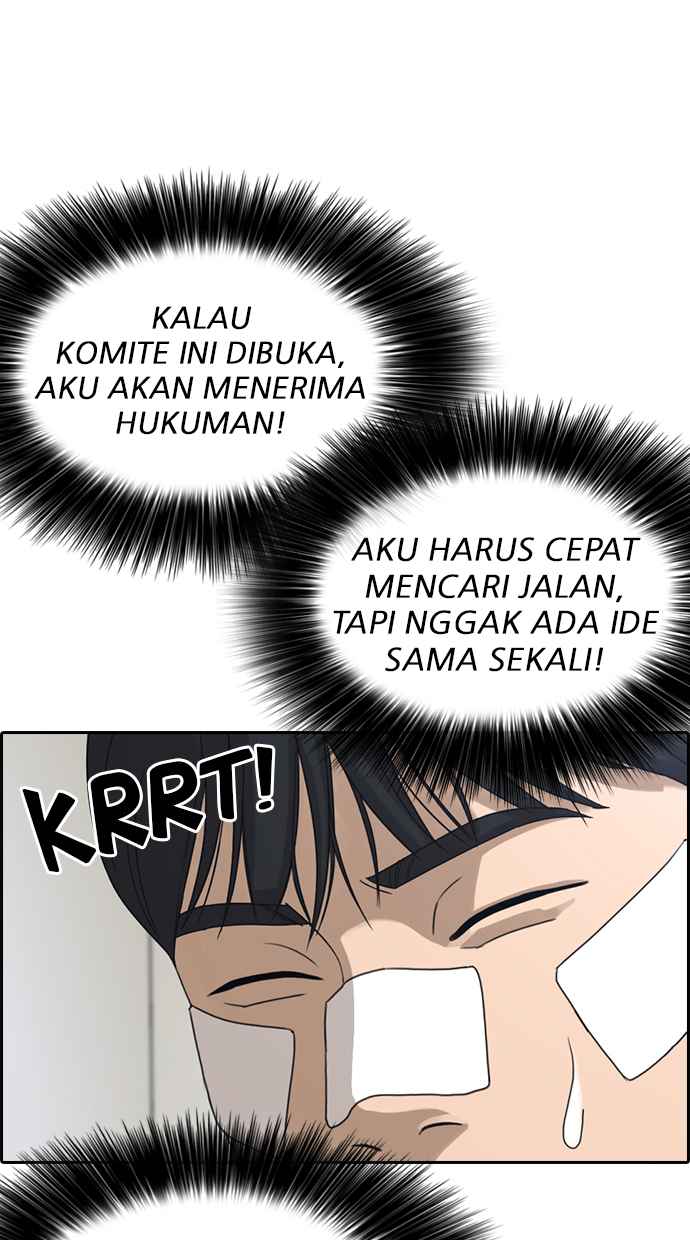 KALAU
KOMITE INI DIBUKA,
AKU AKAN MENERIMA
HUKUMAN!
AKU HARUS CEPAT
MENCARI JALAN,
TAPI NGGAK ADA IDE
SAMA SEKALI!
KRRT!